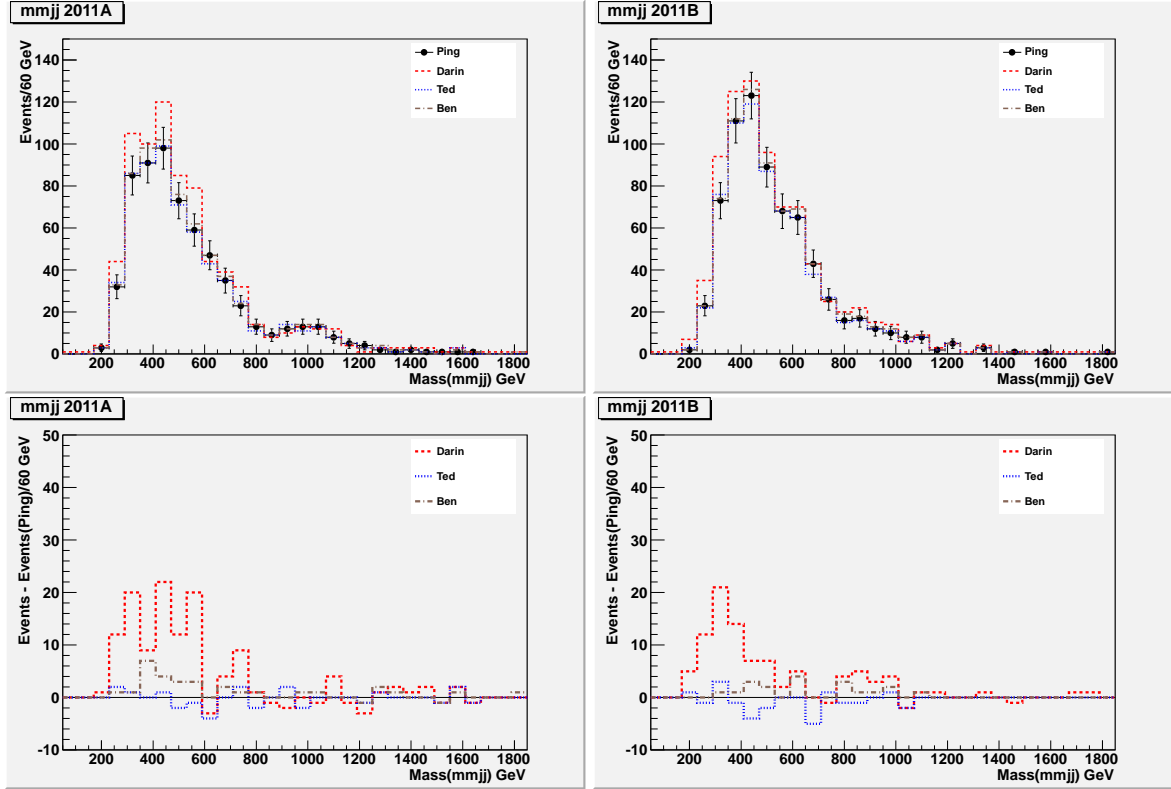 mmjj 2011A
Events/60 GeV
140
120
100
80
60
40
20
0
Ping
Darin
Ted
Ben
200 400 600 800 1000 1200 1400 1600 1800
Mass(mmjj) GeV
mmjj 2011B
Events/60 GeV
140
120
100
80
60
40
20
0
Ping
Darin
Ted
Ben
200 400 600 800 1000 1200 1400 1600 1800
Mass(mmjj) GeV
mmjj 2011A
Events - Events(Ping)/60 GeV
50
40
30
20
10
0
-10
Darin
Ted
Ben
200 400 600 800 1000 1200 1400 1600 1800
Mass(mmjj) GeV
mmjj 2011B
Events - Events(Ping)/60 GeV
50
40
30
20
10
0
-10
Darin
Ted
Ben
200 400 600 800 1000 1200 1400 1600 1800
Mass(mmjj) GeV